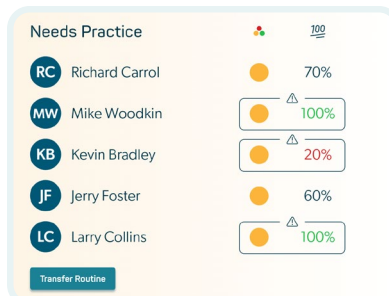 Needs Practice 100
RC Richard Carrol 70%
MW Mike Woodkin 100%
KB Kevin Bradley 20%
JF Jerry Foster 60%
LC Larry Collins 100%
Transfer Routine